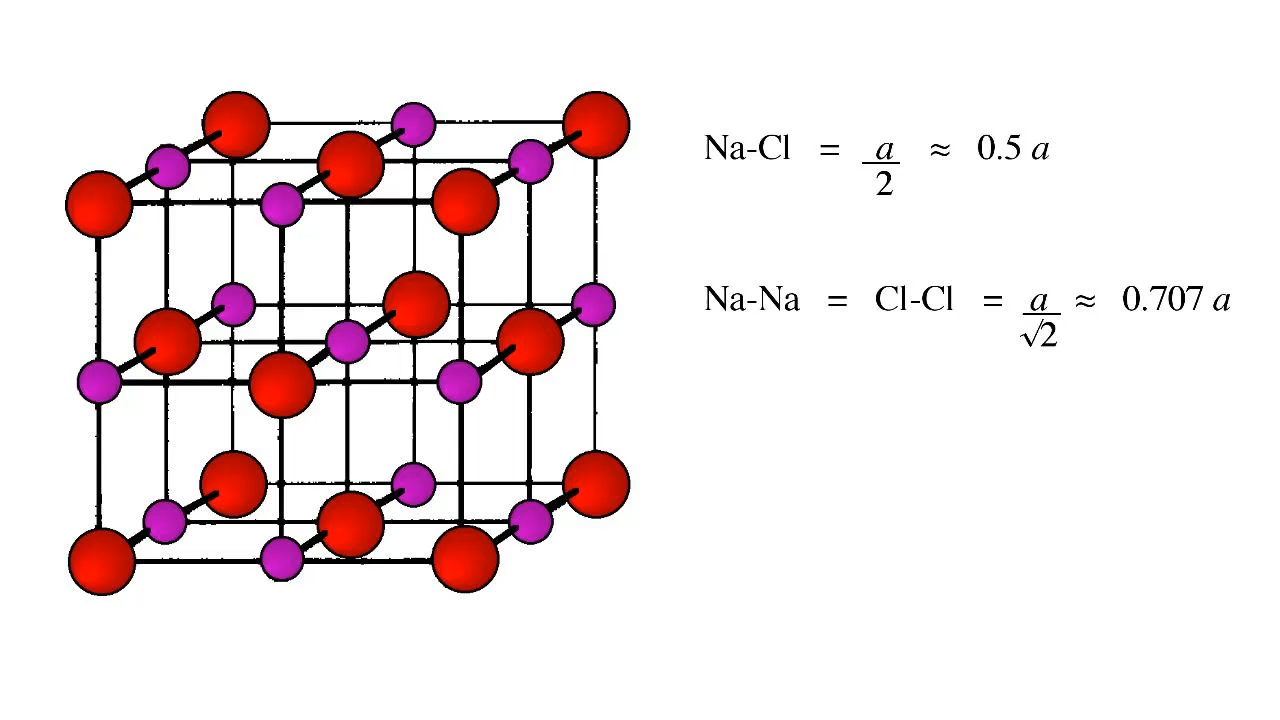 Na-Cl = a/2 ≈ 0.5 a
Na-Na = Cl-Cl = a/√2 ≈ 0.707 a